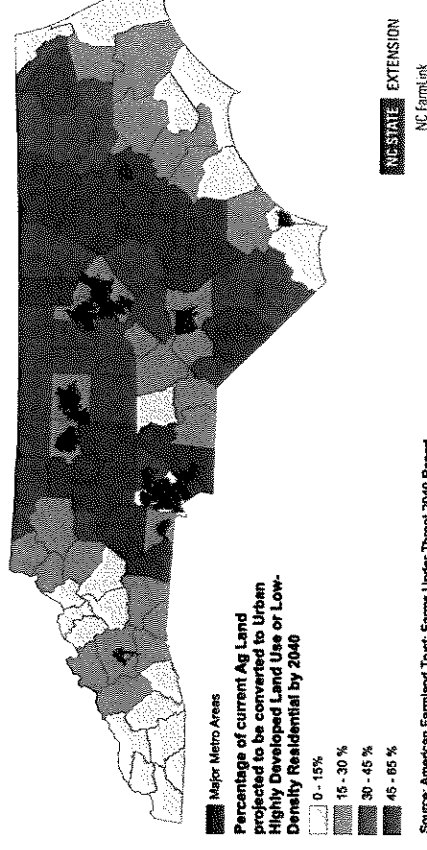 Major Metro Areas
Percentage of current Ag Land
projected to be converted to Urban
Highly Developed Land Use or Low-
Density Residential by 2040
0 - 15%
15 - 30 %
30 - 45 %
45 - 65 %
Source: American Farmland Trust: Farms Under Threat 2040 Report
NC STATE EXTENSION
NC FarmLink